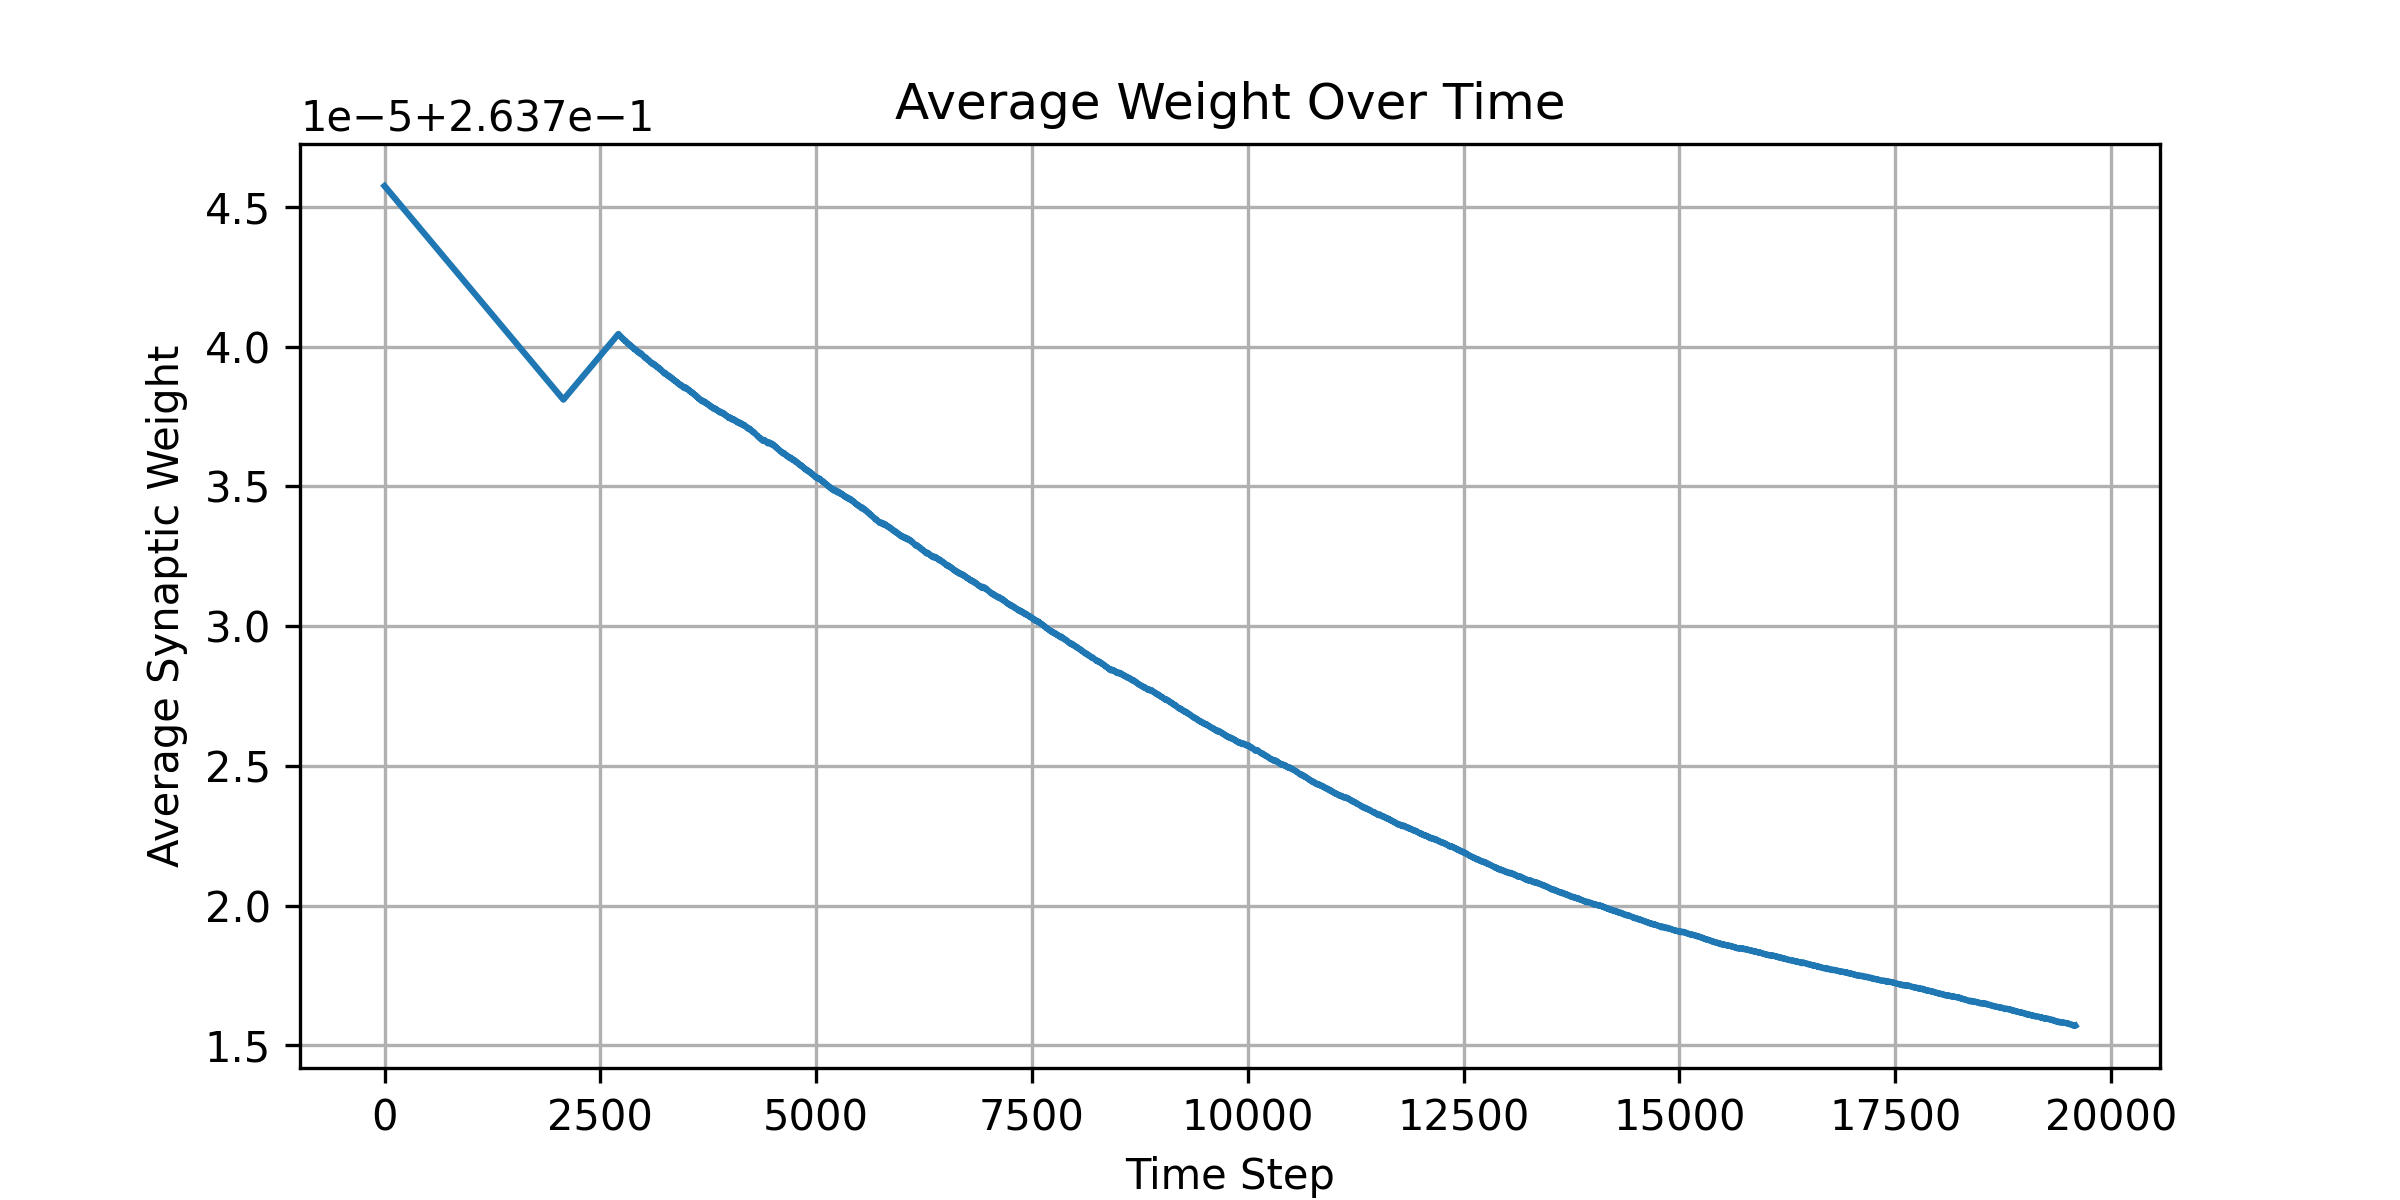 Average Weight Over Time
1e−5+2.637e−1
Average Synaptic Weight
4.5
4.0
3.5
3.0
2.5
2.0
1.5
0 2500 5000 7500 10000 12500 15000 17500 20000
Time Step